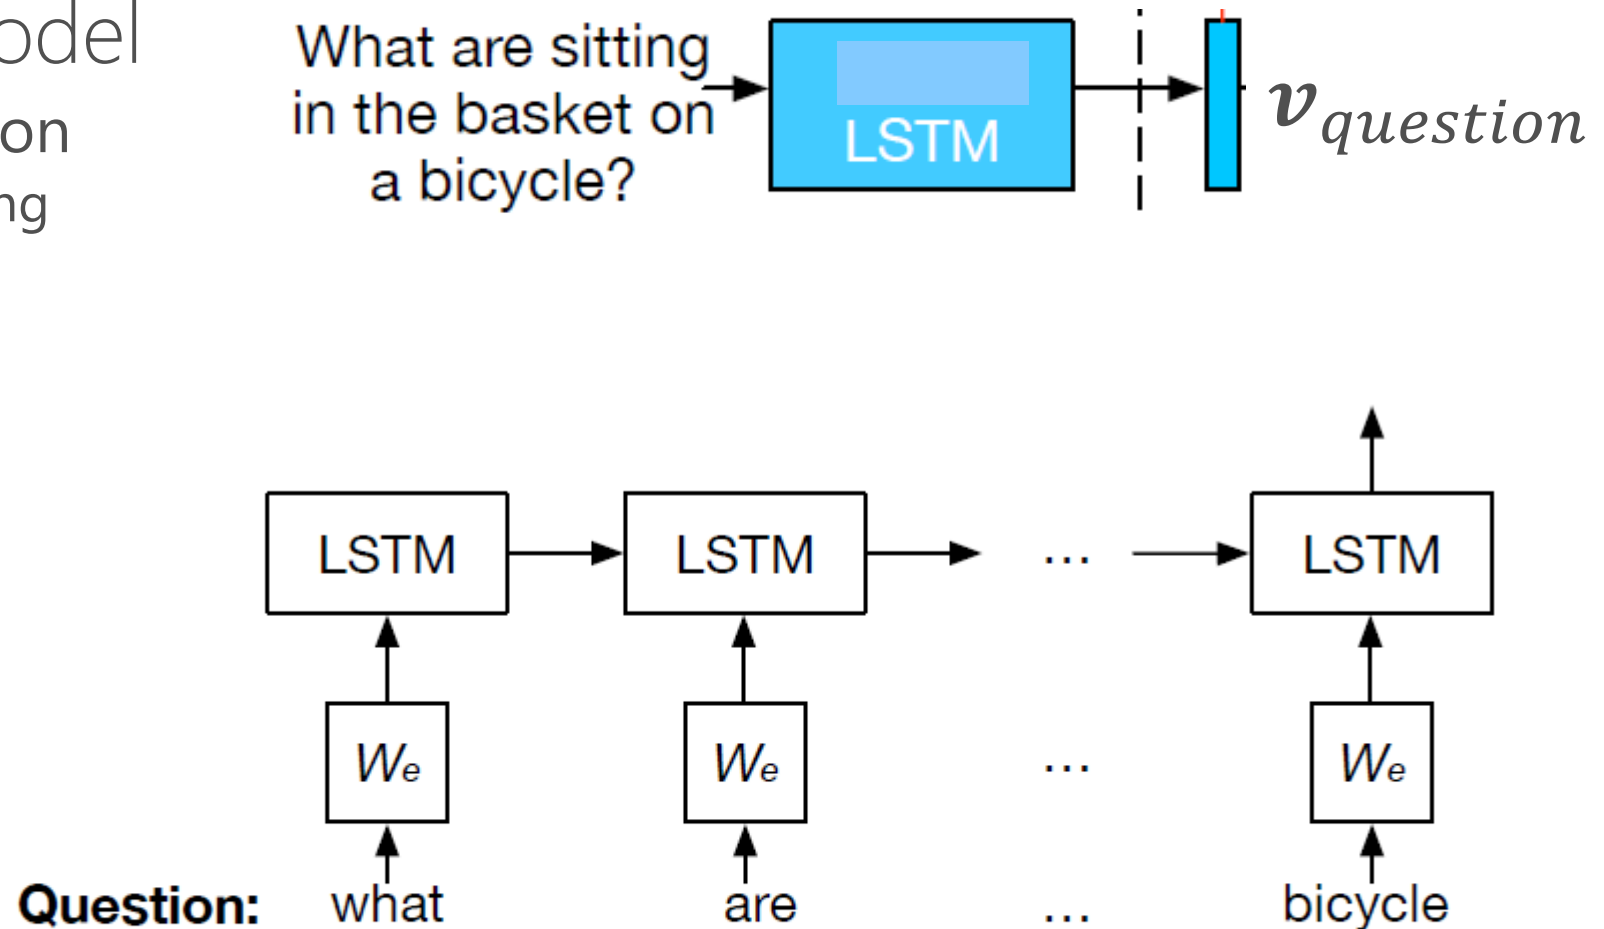 odel
on
ng
What are sitting
in the basket on
a bicycle?
LSTM
v question
LSTM LSTM ... LSTM
We We ... We
Question: what are ... bicycle